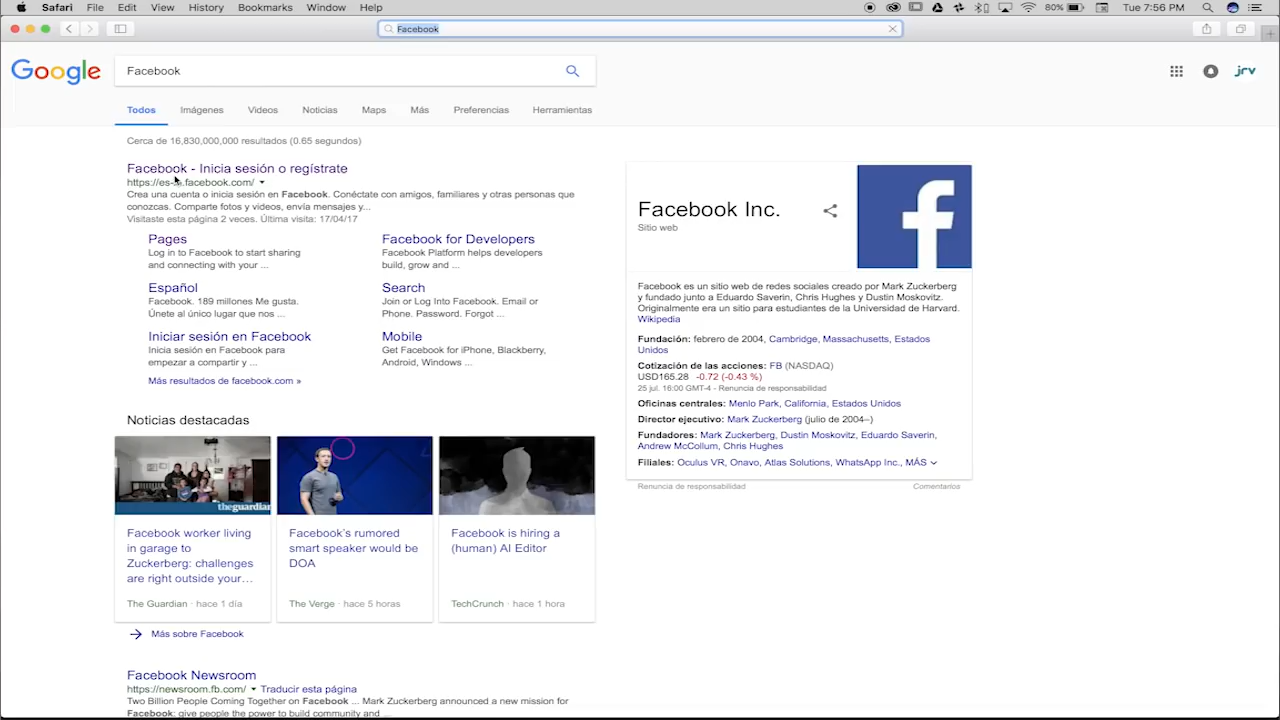 Safari File Edit View History Bookmarks Window Help
80% Tue 7:56 PM
Facebook
Google
Facebook
jrv
Todos Imágenes Videos Noticias Maps Más Preferencias Herramientas
Cerca de 16,830,000,000 resultados (0.65 segundos)
Facebook - Inicia sesión o regístrate
https://es-la.facebook.com/
Crea una cuenta o inicia sesión en Facebook. Conéctate con amigos, familiares y otras personas que
conozcas. Comparte fotos y videos, envía mensajes y...
Visitaste esta página 2 veces. Última visita: 17/04/17
Pages
Log in to Facebook to start sharing
and connecting with your ...
Facebook for Developers
Facebook Platform helps developers
build, grow and ...
Español
Facebook. 189 millones Me gusta.
Únete al único lugar que nos ...
Search
Join or Log Into Facebook. Email or
Phone. Password. Forgot ...
Iniciar sesión en Facebook
Inicia sesión en Facebook para
empezar a compartir y ...
Mobile
Get Facebook for iPhone, Blackberry,
Android, Windows ...
Más resultados de facebook.com »
Noticias destacadas
theguardian
Facebook worker living
in garage to
Zuckerberg: challenges
are right outside your…
The Guardian · hace 1 día
Facebook's rumored
smart speaker would be
DOA
The Verge · hace 5 horas
Facebook is hiring a
(human) AI Editor
TechCrunch · hace 1 hora
Más sobre Facebook
Facebook Newsroom
https://newsroom.fb.com/ Traducir esta página
Two Billion People Coming Together on Facebook ... Mark Zuckerberg announced a new mission for
Facebook: give people the power to build community and ...
Facebook Inc.
Sitio web
Facebook es un sitio web de redes sociales creado por Mark Zuckerberg
y fundado junto a Eduardo Saverin, Chris Hughes y Dustin Moskovitz.
Originalmente era un sitio para estudiantes de la Universidad de Harvard.
Wikipedia
Fundación: febrero de 2004, Cambridge, Massachusetts, Estados
Unidos
Cotización de las acciones: FB (NASDAQ)
USD165.28 -0.72 (-0.43 %)
25 jul. 16:00 GMT-4 - Renuncia de responsabilidad
Oficinas centrales: Menlo Park, California, Estados Unidos
Director ejecutivo: Mark Zuckerberg (julio de 2004–)
Fundadores: Mark Zuckerberg, Dustin Moskovitz, Eduardo Saverin,
Andrew McCollum, Chris Hughes
Filiales: Oculus VR, Onavo, Atlas Solutions, WhatsApp Inc., MÁS
Renuncia de responsabilidad Comentarios